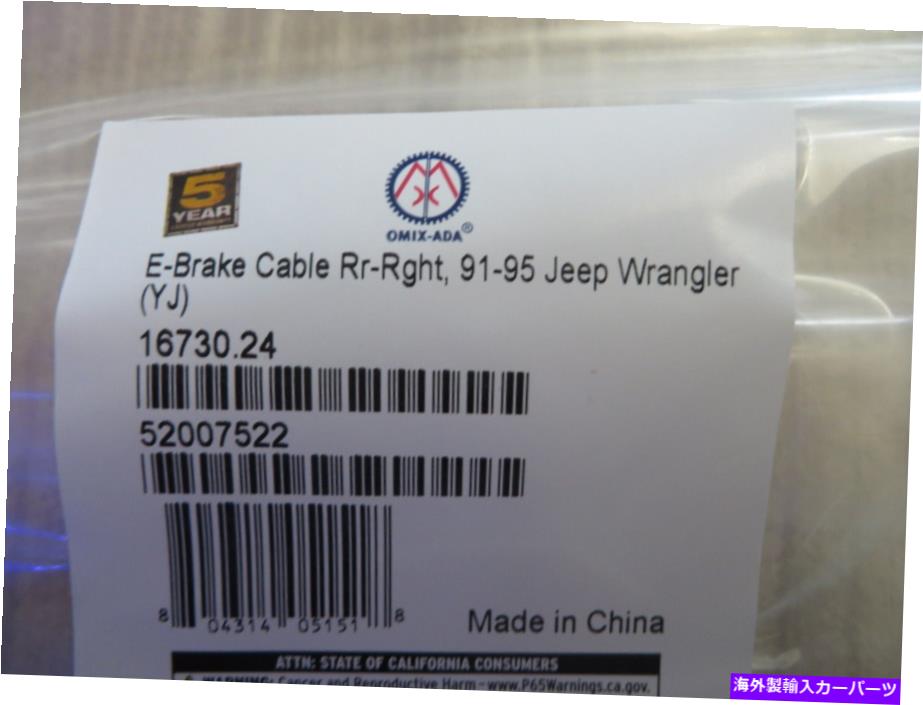 5
YEAR
OMIX-ADA®
E-Brake Cable Rr-Rght, 91-95 Jeep Wrangler
(YJ)
16730.24
52007522
8 04314 05151 8
Made in China
ATTN: STATE OF CALIFORNIA CONSUMERS
WARNING: Cancer and Reproductive Harm - www.P65Warnings.ca.gov.
海外製輸入カーパーツ